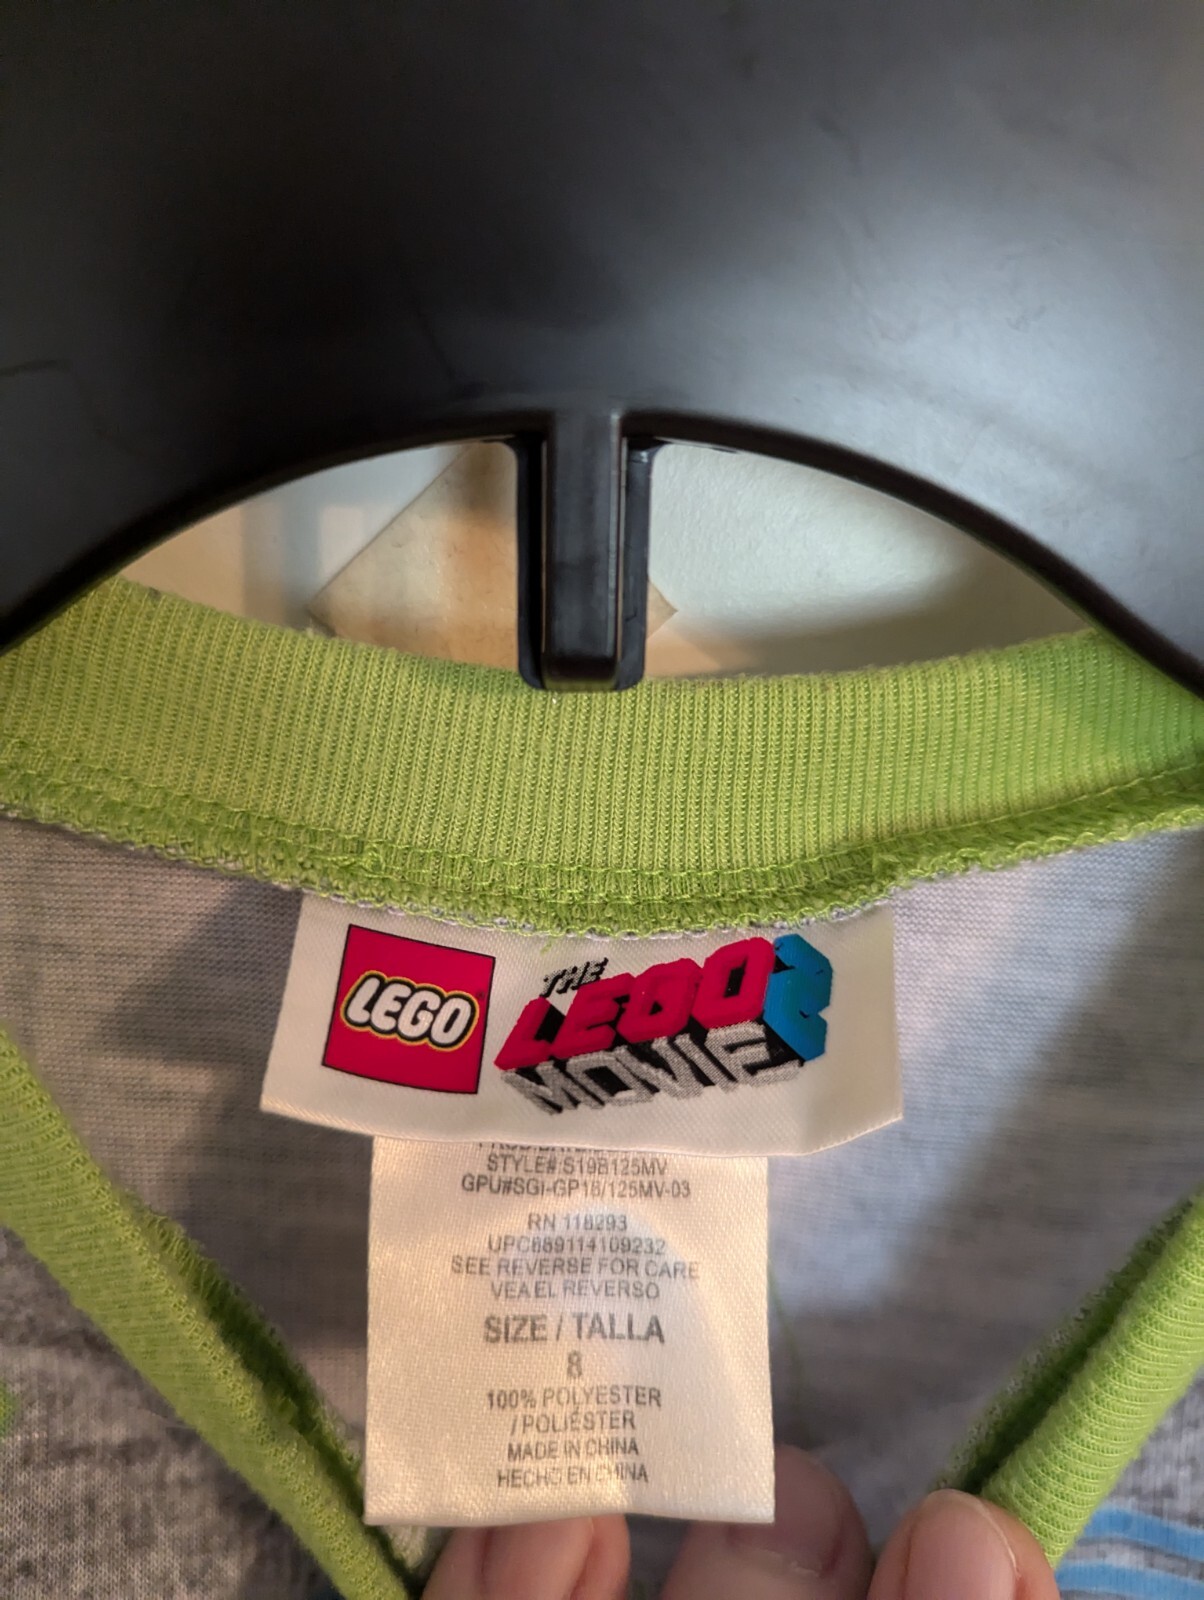 LEGO
THE
LEGO 2
MOVIE
STYLE#:S19B125MV
GPU#SGI-GP18/125MV-03
RN 118293
UPC689114109232
SEE REVERSE FOR CARE
VEA EL REVERSO
SIZE / TALLA
8
100% POLYESTER
/POLIÉSTER
MADE IN CHINA
HECHO EN CHINA